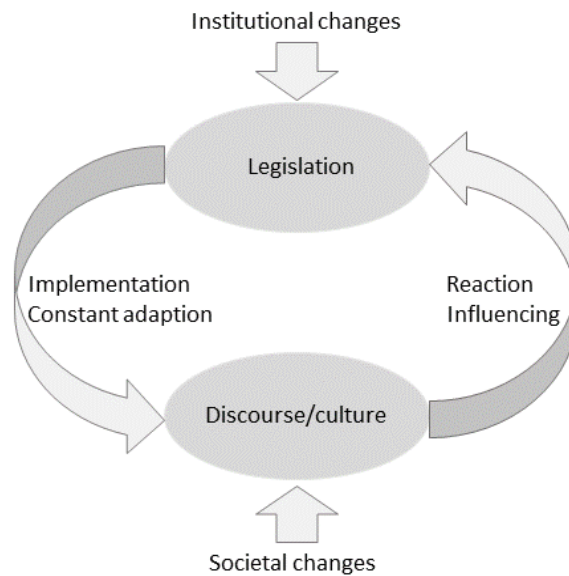 Institutional changes
Legislation
Implementation
Constant adaption
Reaction
Influencing
Discourse/culture
Societal changes